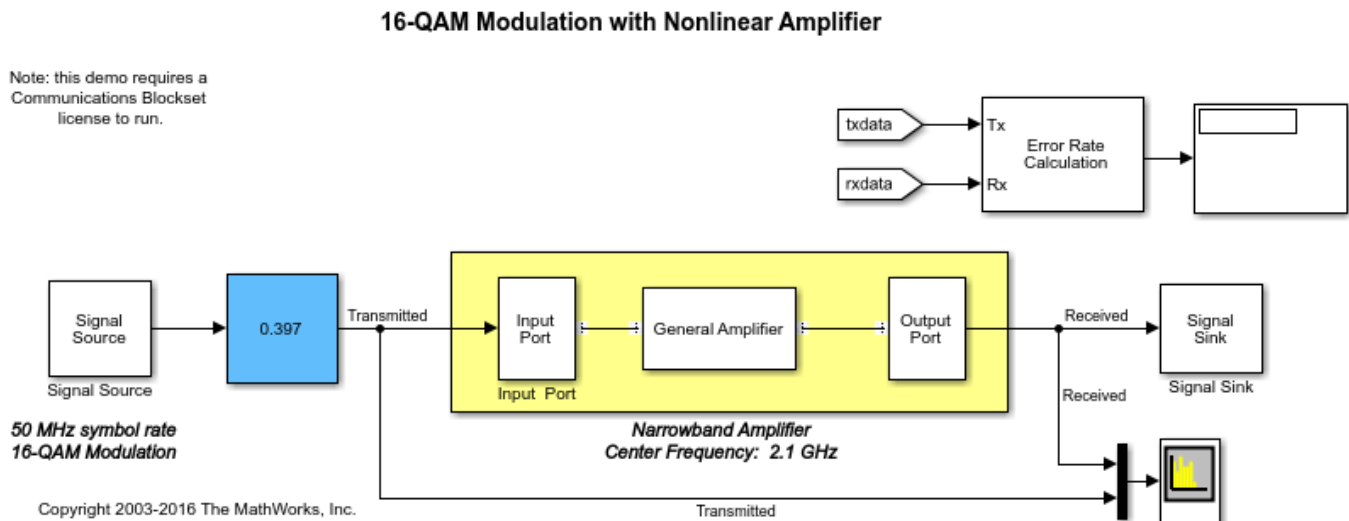 16-QAM Modulation with Nonlinear Amplifier
Note: this demo requires a
Communications Blockset
license to run.
txdata
Tx
Error Rate
Calculation
rxdata
Rx
Signal
Source
Signal Source
0.397
Transmitted
Input
Port
Input  Port
General Amplifier
Output
Port
Received
Signal
Sink
Signal Sink
Received
50 MHz symbol rate
16-QAM Modulation
Narrowband Amplifier
Center Frequency:  2.1 GHz
Copyright 2003-2016 The MathWorks, Inc.
Transmitted